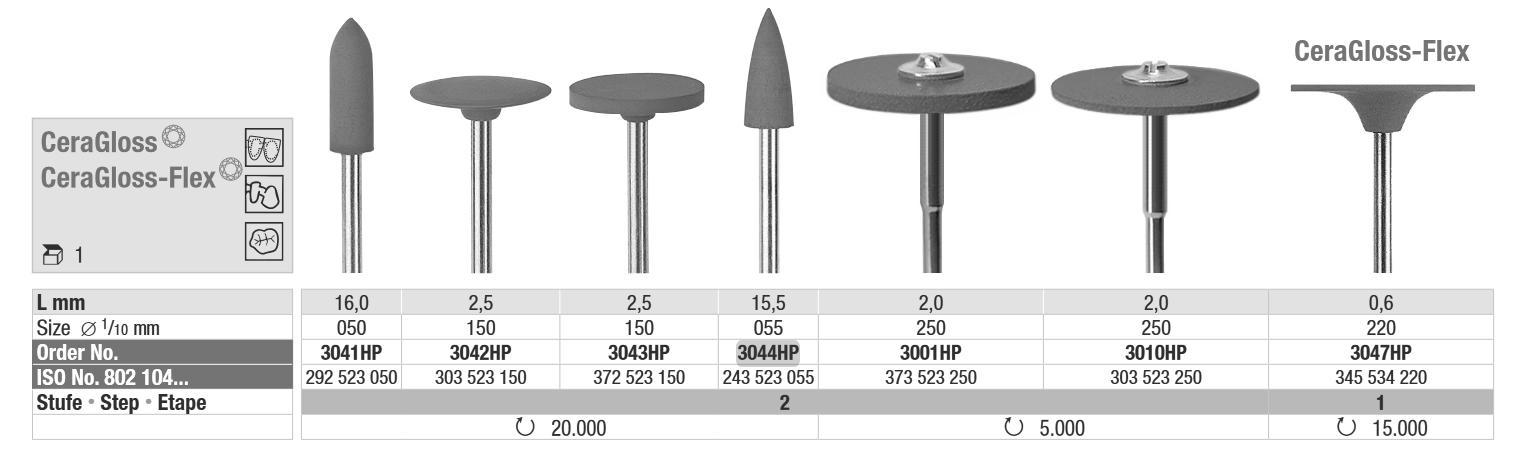 CeraGloss-Flex
CeraGloss
CeraGloss-Flex
1
L mm 16,0 2,5 2,5 15,5 2,0 2,0 0,6
Size ∅ 1/10 mm 050 150 150 055 250 250 220
Order No. 3041HP 3042HP 3043HP 3044HP 3001HP 3010HP 3047HP
ISO No. 802 104... 292 523 050 303 523 150 372 523 150 243 523 055 373 523 250 303 523 250 345 534 220
Stufe • Step • Etape 2 1
↻ 20.000 ↻ 5.000 ↻ 15.000